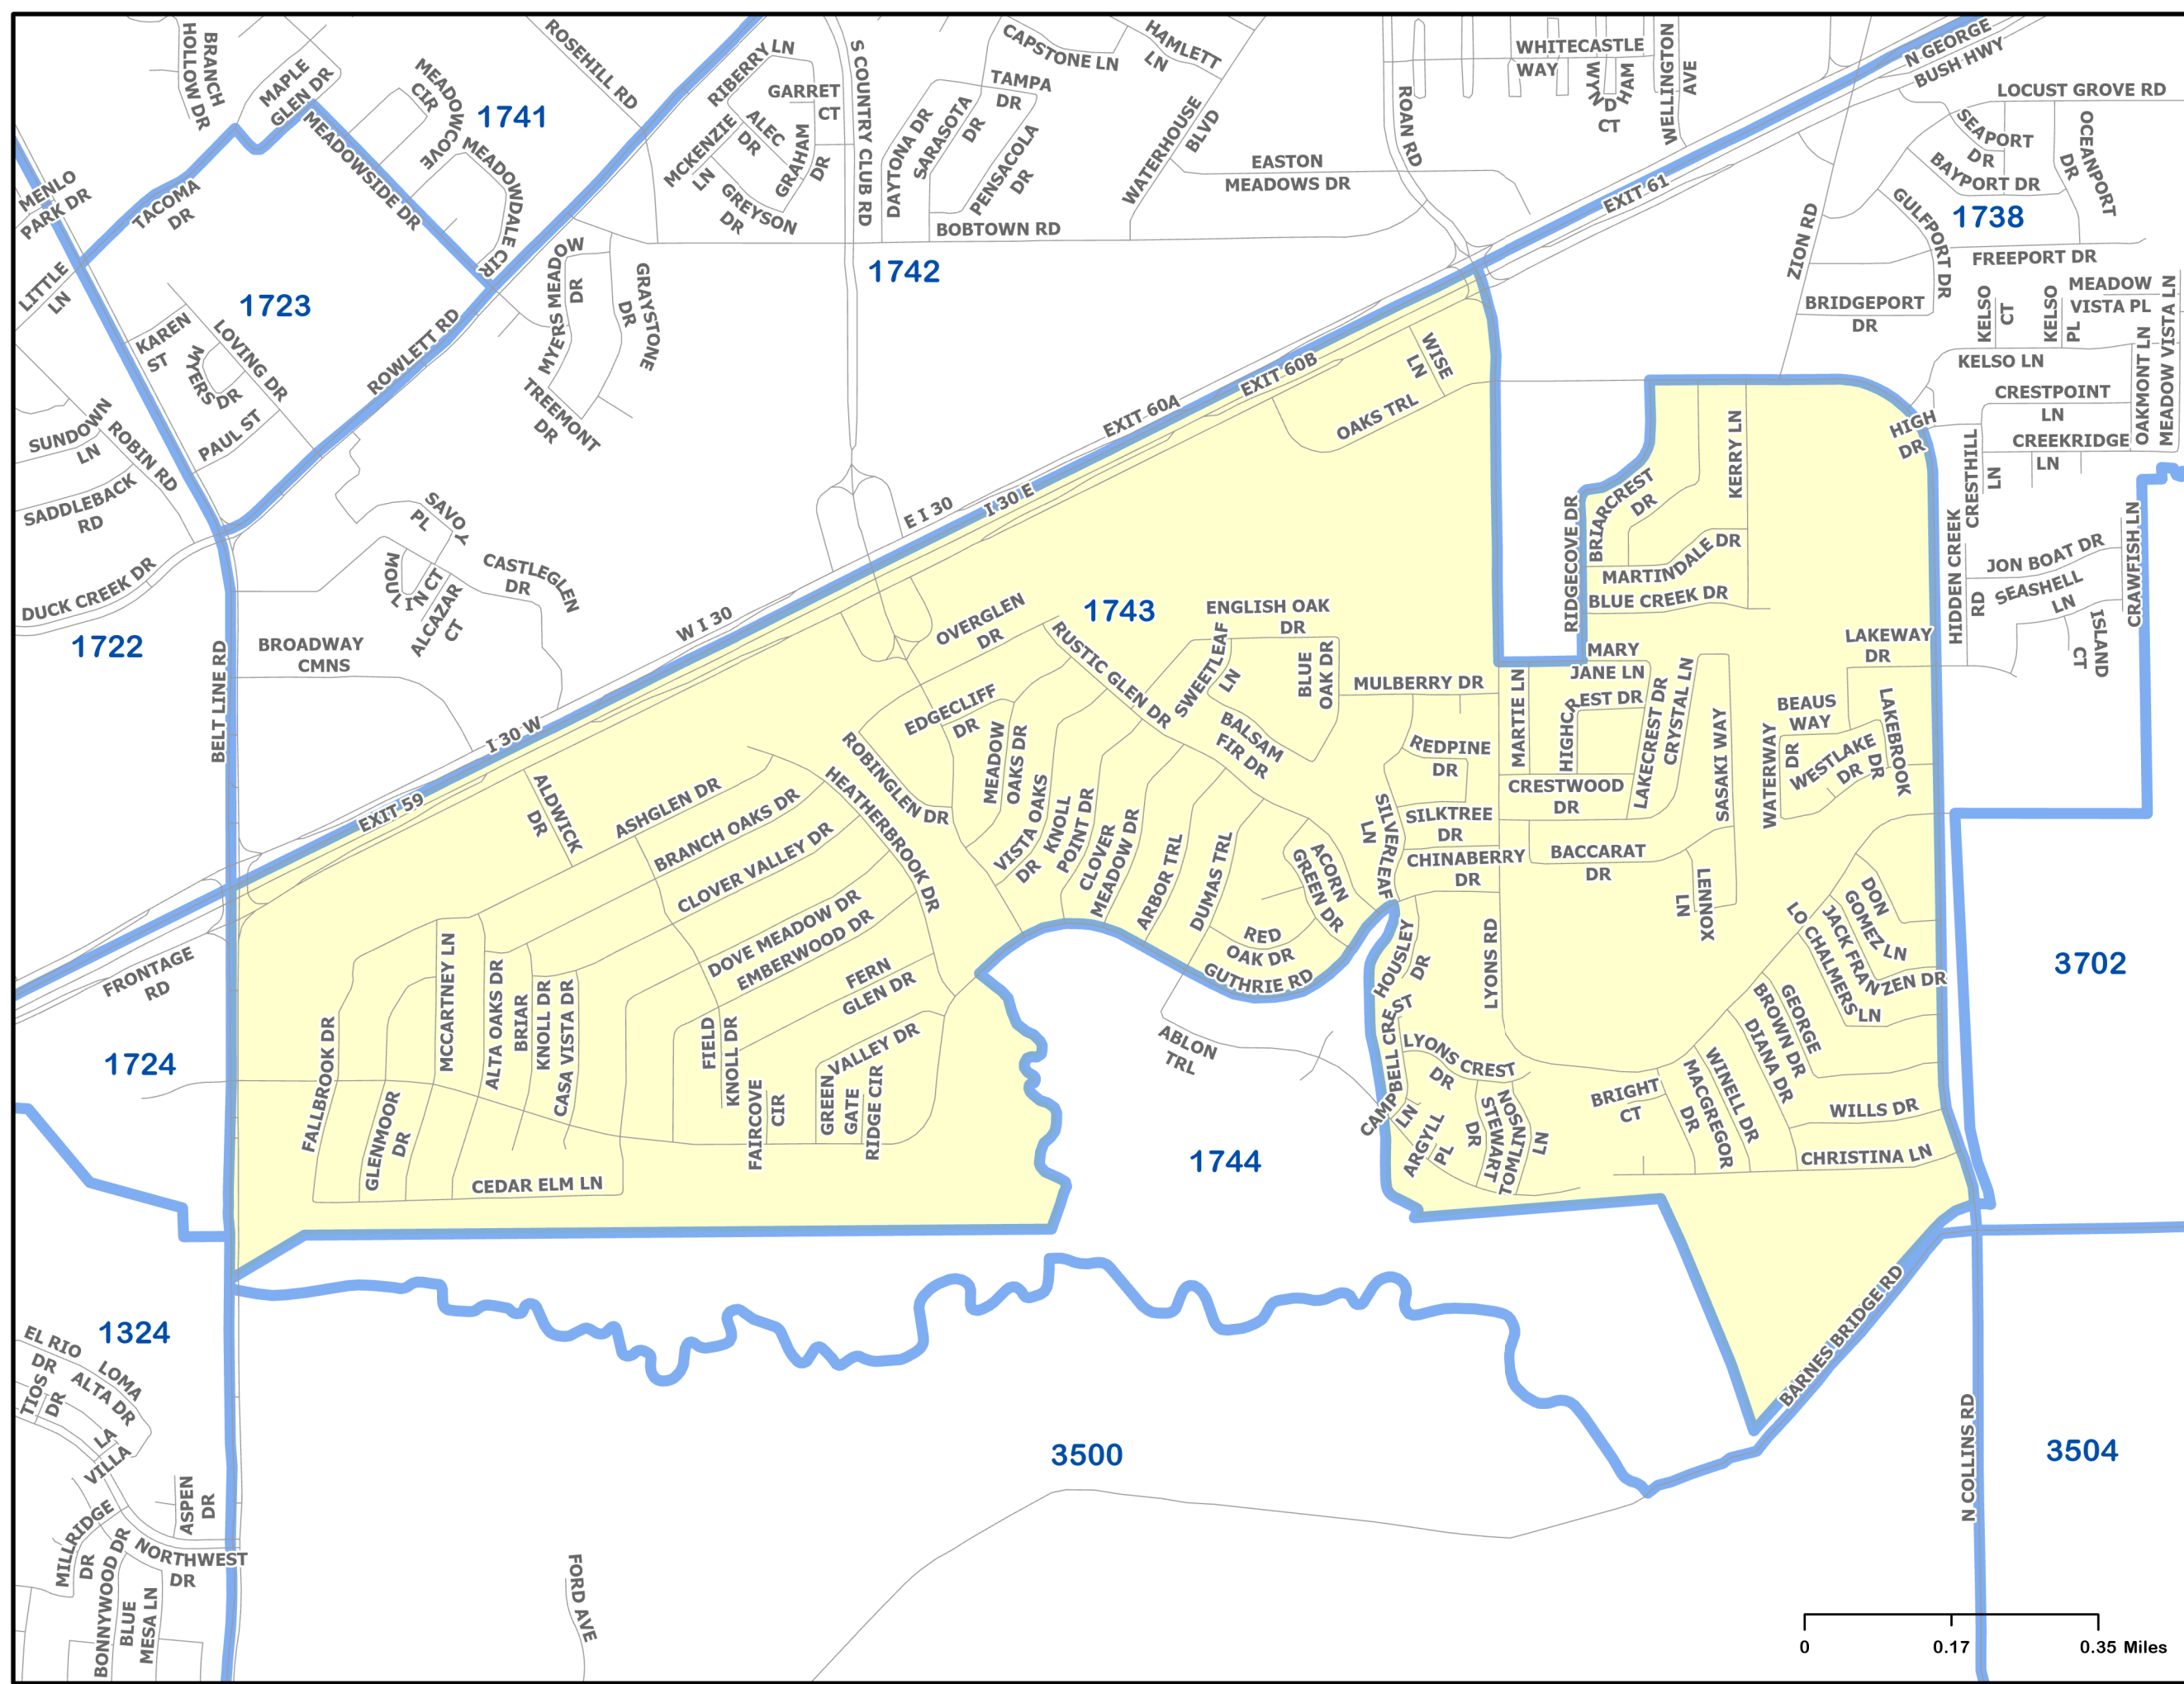 BRANCH
HOLLOW DR
MAPLE
GLEN DR
MEADOWCOVE
CIR
1741
ROSEHILL RD
RIBERRY LN
GARRET
CT
S COUNTRY CLUB RD
CAPSTONE LN
HAMLETT
LN
TAMPA
DR
WHITECASTLE
WAY
WYND
HAM
CT
WELLINGTON
AVE
N GEORGE
BUSH HWY
LOCUST GROVE RD
MEADOWSIDE DR
MEADOWDALE CIR
MCKENZIE
LN
ALEC
DR
GRAHAM
DR
GREYSON
DR
DAYTONA DR
SARASOTA
DR
PENSACOLA
DR
WATERHOUSE
BLVD
EASTON
MEADOWS DR
ROAN RD
EXIT 61
SEAPORT
DR
BAYPORT DR
OCEANPORT
DR
1738
MENLO
PARK DR
TACOMA
DR
BOBTOWN RD
1742
ZION RD
GULFPORT DR
FREEPORT DR
LITTLE
LN
1723
MYERS MEADOW
DR
GRAYSTONE
DR
BRIDGEPORT
DR
KELSO
CT
KELSO
PL
MEADOW
VISTA PL
MEADOW VISTA LN
OAKMONT LN
KAREN
ST
LOVING DR
MYERS
DR
ROWLETT RD
PAUL ST
TREEMONT
DR
EXIT 60A
EXIT 60B
WISE
LN
OAKS TRL
KELSO LN
CRESTPOINT
LN
CREEKRIDGE
LN
HIGH
DR
CRESTHILL
LN
SUNDOWN
LN
ROBIN RD
SADDLEBACK
RD
SAVOY
PL
E I 30
I 30 E
KERRY LN
BRIARCREST
DR
RIDGECOVE DR
MARTINDALE DR
BLUE CREEK DR
CRAWFISH LN
JON BOAT DR
SEASHELL
LN
HIDDEN CREEK
RD
ISLAND
CT
DUCK CREEK DR
MOULIN CT
ALCAZAR
CT
CASTLEGLEN
DR
1722
BELT LINE RD
BROADWAY
CMNS
W I 30
I 30 W
OVERGLEN
DR
1743
ENGLISH OAK
DR
RUSTIC GLEN DR
SWEETLEAF
LN
BLUE
OAK DR
MULBERRY DR
MARY
JANE LN
LAKEWAY
DR
EDGECLIFF
DR
BALSAM
FIR DR
MARTIE LN
HIGHCREST DR
LAKECREST DR
CRYSTAL LN
SASAKI WAY
BEAUS
WAY
WATERWAY
DR
WESTLAKE
DR
LAKEBROOK
DR
ROBINGLEN DR
MEADOW
OAKS DR
REDPINE
DR
CRESTWOOD
DR
EXIT 59
ALDWICK
DR
ASHGLEN DR
HEATHERBROOK DR
BRANCH OAKS DR
CLOVER VALLEY DR
VISTA OAKS
DR
KNOLL
POINT DR
CLOVER
MEADOW DR
ARBOR TRL
DUMAS TRL
ACORN
GREEN DR
SILVERLEAF
LN
SILKTREE
DR
CHINABERRY
DR
BACCARAT
DR
LENNOX
LN
DON
GOMEZ LN
JACK FRANZEN DR
LO
CHALMERS LN
DOVE MEADOW DR
EMBERWOOD DR
FERN
GLEN DR
RED
OAK DR
GUTHRIE RD
HOUSLEY
DR
LYONS RD
3702
FRONTAGE
RD
1724
FALLBROOK DR
GLENMOOR
DR
MCCARTNEY LN
ALTA OAKS DR
BRIAR
KNOLL DR
CASA VISTA DR
FIELD
KNOLL DR
FAIRCOVE
CIR
GREEN
GATE
VALLEY DR
RIDGE CIR
ABLON
TRL
CAMPBELL CREST
LN
LYONS CREST
DR
ARGYLL
PL
STEWART
DR
TOMLINSON
LN
BRIGHT
CT
MACGREGOR
DR
WINELL DR
DIANA DR
GEORGE
BROWN DR
WILLS DR
CHRISTINA LN
1744
CEDAR ELM LN
1324
EL RIO
DR
LOMA
ALTA DR
TIOS
DR
LA
VILLA
ASPEN
DR
MILLRIDGE
DR
NORTHWEST
DR
BONNYWOOD DR
BLUE
MESA LN
FORD AVE
3500
BARNES BRIDGE RD
N COLLINS RD
3504
0
0.17
0.35 Miles